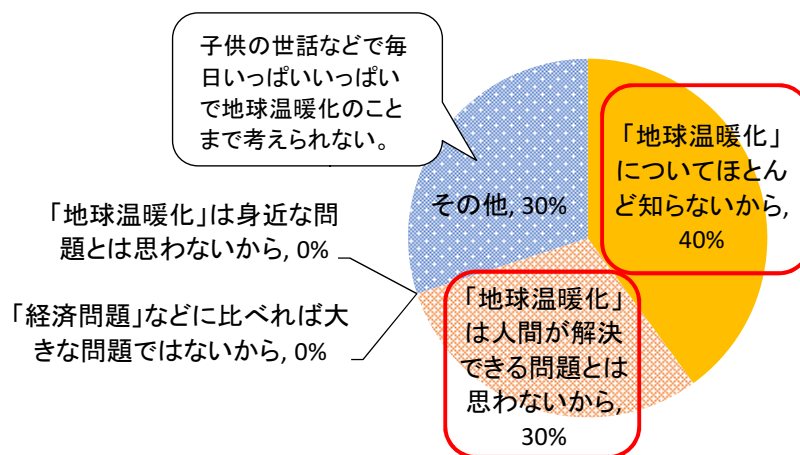 子供の世話などで毎
日いっぱいいっぱい
で地球温暖化のこと
まで考えられない。
「地球温暖化」
についてほとん
ど知らないから,
40%
その他, 30%
「地球温暖化」は身近な問
題とは思わないから, 0%
「経済問題」などに比べれば大
きな問題ではないから, 0%
「地球温暖化」
は人間が解決
できる問題とは
思わないから,
30%